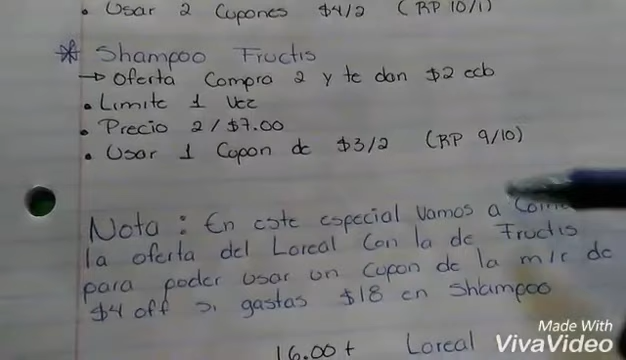 • Usar 2 Cupones $4/2 (RP 10/1)
* Shampoo Fructis
→ Oferta Compra 2 y te dan $2 ecb
• Limite 1 Vez
• Precio 2/$7.00
• Usar 1 Cupon de $3/2 (RP 9/10)
Nota: En este especial Vamos a
la oferta del Loreal Con la de Fructis
para poder usar un cupon de la m/c de
$4 off si gastas $18 en Shampoo
16.00 + Loreal
Made With
VivaVideo